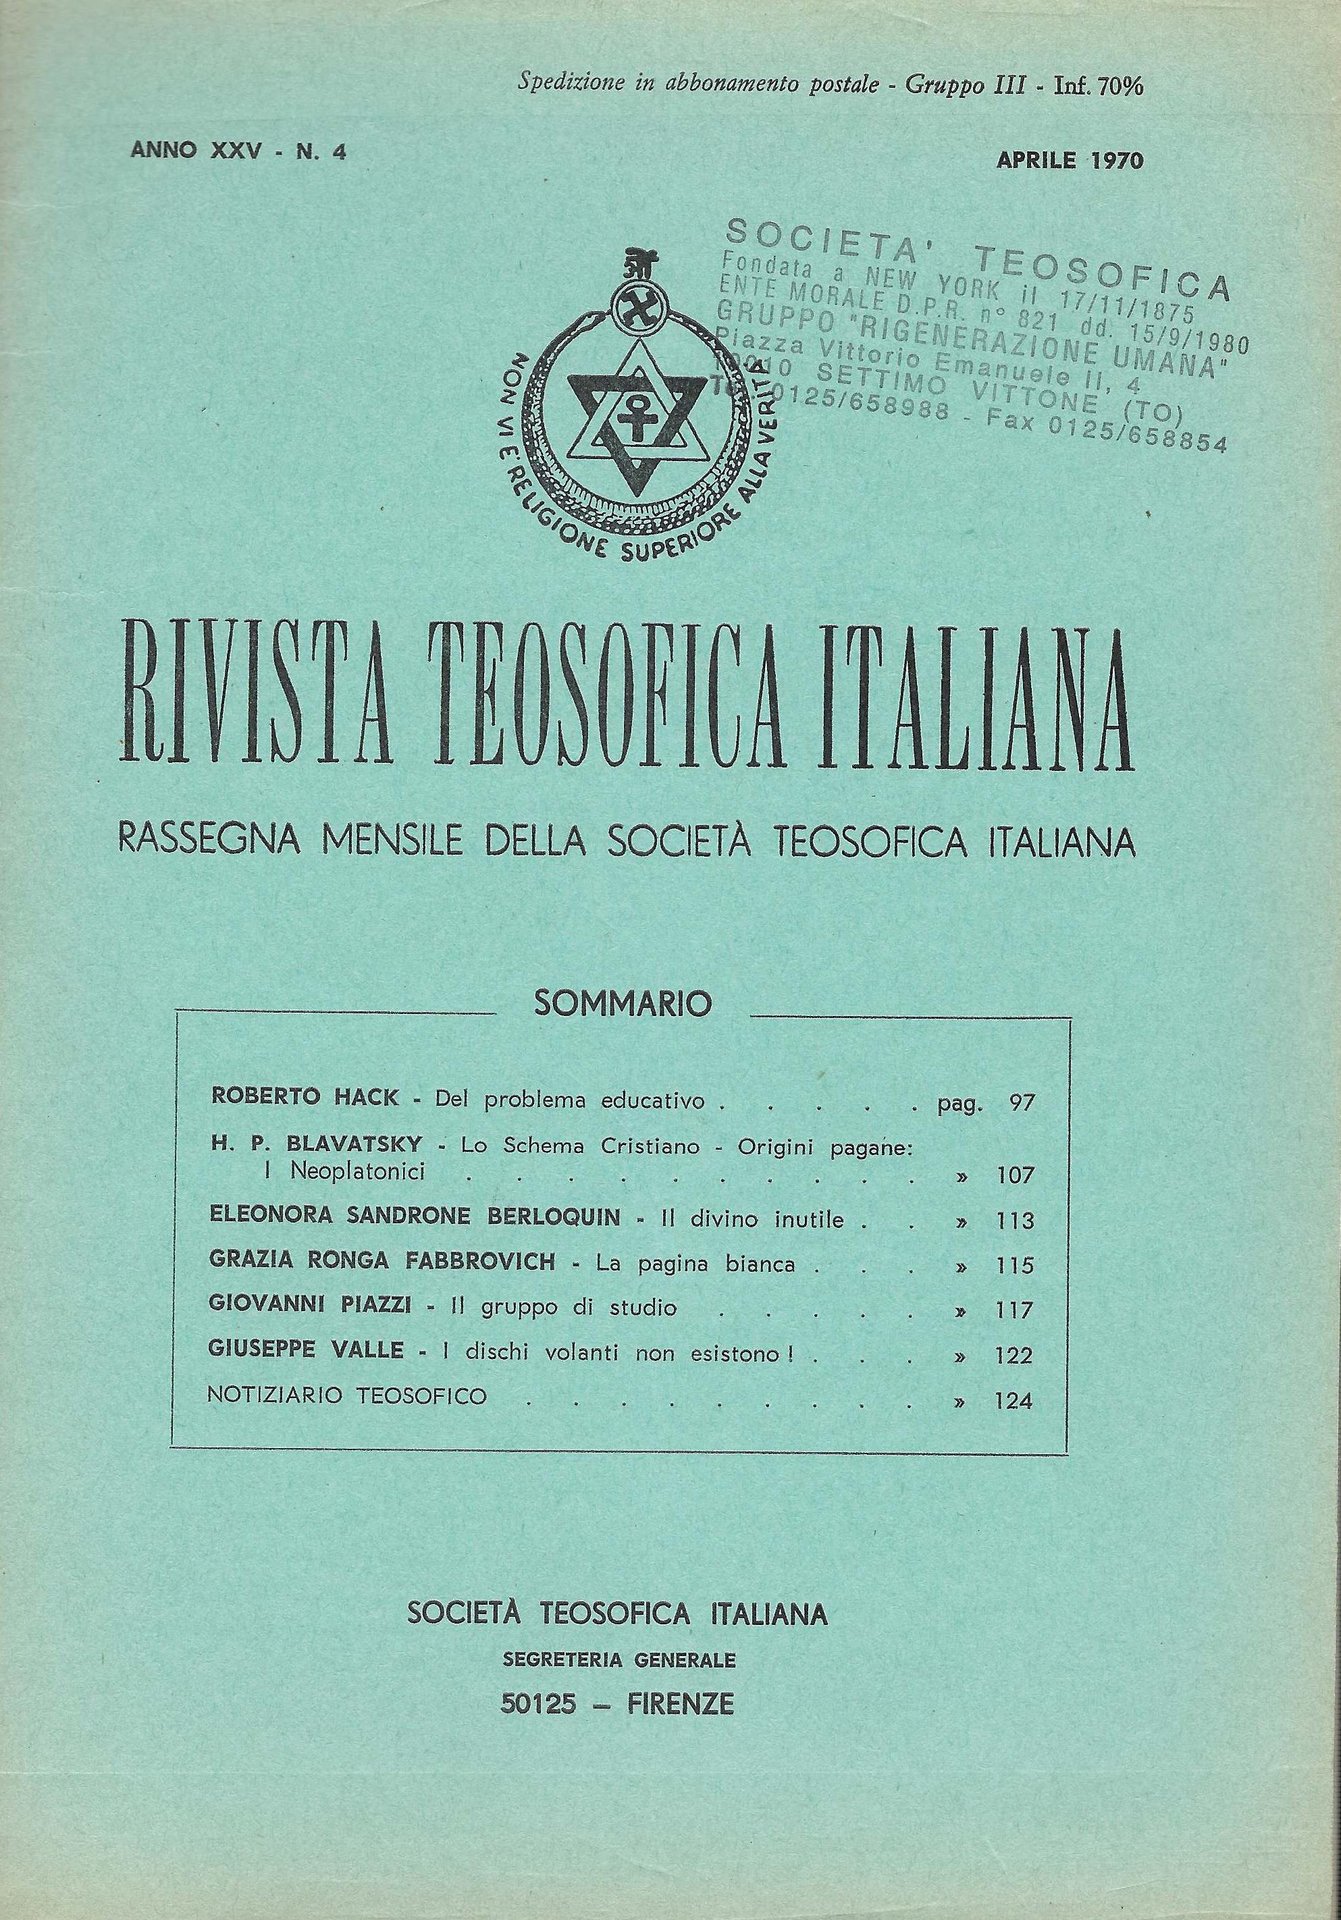 Spedizione in abbonamento postale - Gruppo III - Inf. 70%
ANNO XXV - N. 4
APRILE 1970
SOCIETA' TEOSOFICA
Fondata a NEW YORK il 17/11/1875
ENTE MORALE D.P.R. n° 821 dd. 15/9/1980
GRUPPO "RIGENERAZIONE UMANA"
Piazza Vittorio Emanuele II, 4
10010 SETTIMO VITTONE (TO)
Tel. 0125/658988 - Fax 0125/658854
NON VI E' RELIGIONE SUPERIORE ALLA VERITÀ
RIVISTA TEOSOFICA ITALIANA
RASSEGNA MENSILE DELLA SOCIETÀ TEOSOFICA ITALIANA
SOMMARIO
ROBERTO HACK - Del problema educativo . . . . . pag. 97
H. P. BLAVATSKY - Lo Schema Cristiano - Origini pagane:
I Neoplatonici . . . . . . . . . . » 107
ELEONORA SANDRONE BERLOQUIN - Il divino inutile . . » 113
GRAZIA RONGA FABBROVICH - La pagina bianca . . . » 115
GIOVANNI PIAZZI - Il gruppo di studio . . . . . » 117
GIUSEPPE VALLE - I dischi volanti non esistono ! . . . » 122
NOTIZIARIO TEOSOFICO . . . . . . . . . » 124
SOCIETÀ TEOSOFICA ITALIANA
SEGRETERIA GENERALE
50125 – FIRENZE